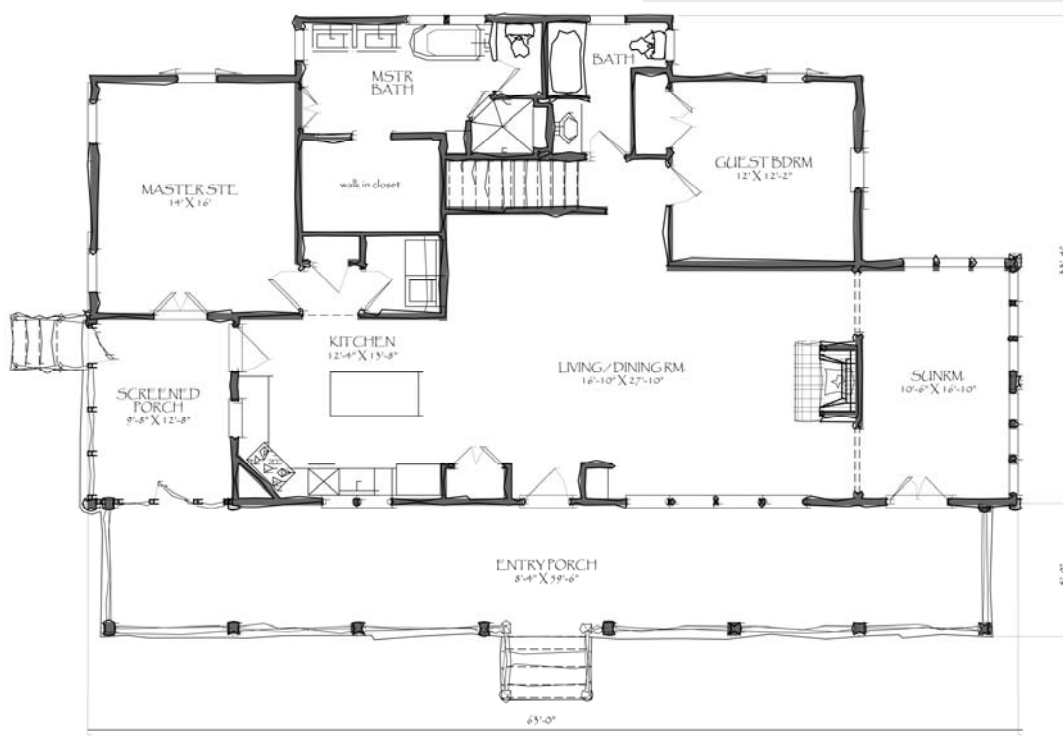 MSTR
BATH
BATH
GUEST BDRM
12' X 12'-2"
MASTER STE
14' X 16'
walk in closet
KITCHEN
12'-4" X 13'-8"
LIVING / DINING RM.
16'-10" X 27'-10"
SUNRM.
10'-6" X 16'-10"
SCREENED
PORCH
9'-8" X 12'-8"
ENTRY PORCH
8'-4" X 59'-6"
63'-0"